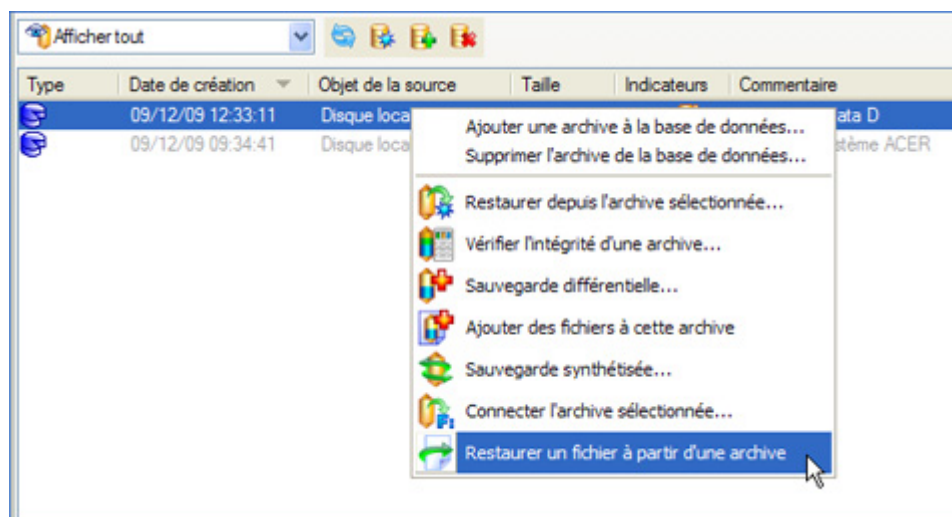 Afficher tout
Type Date de création Objet de la source Taille Indicateurs Commentaire
09/12/09 12:33:11 Disque loca ata D
09/12/09 09:34:41 Disque loca stème ACER
Ajouter une archive à la base de données...
Supprimer l'archive de la base de données...
Restaurer depuis l'archive sélectionnée...
Vérifier l'intégrité d'une archive...
Sauvegarde différentielle...
Ajouter des fichiers à cette archive
Sauvegarde synthétisée...
Connecter l'archive sélectionnée...
Restaurer un fichier à partir d'une archive